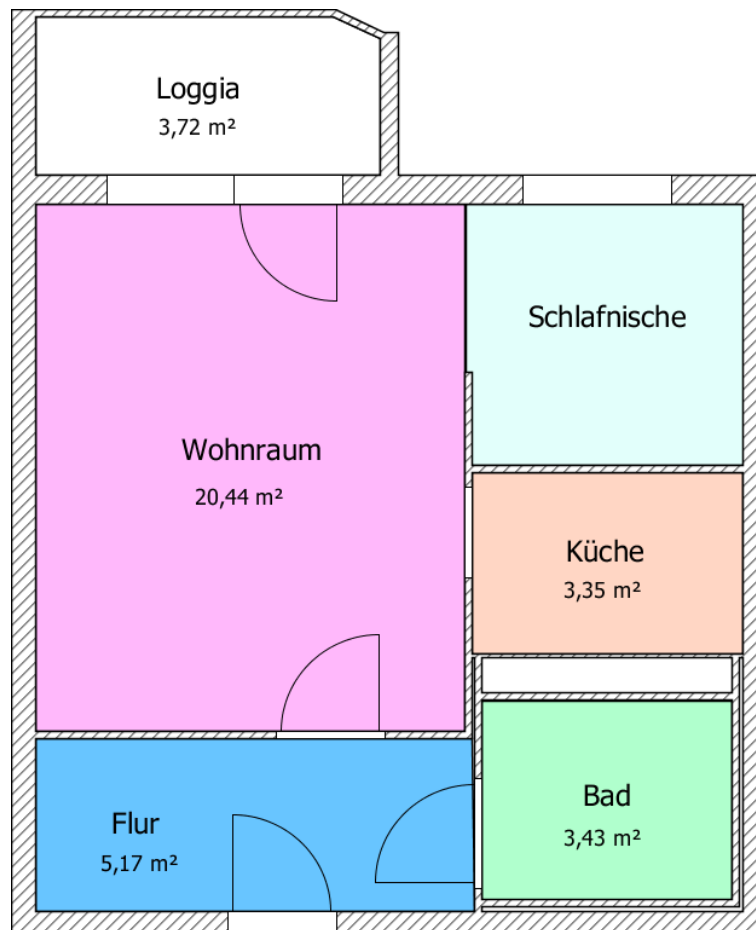 Loggia
3,72 m²
Schlafnische
Wohnraum
20,44 m²
Küche
3,35 m²
Bad
3,43 m²
Flur
5,17 m²